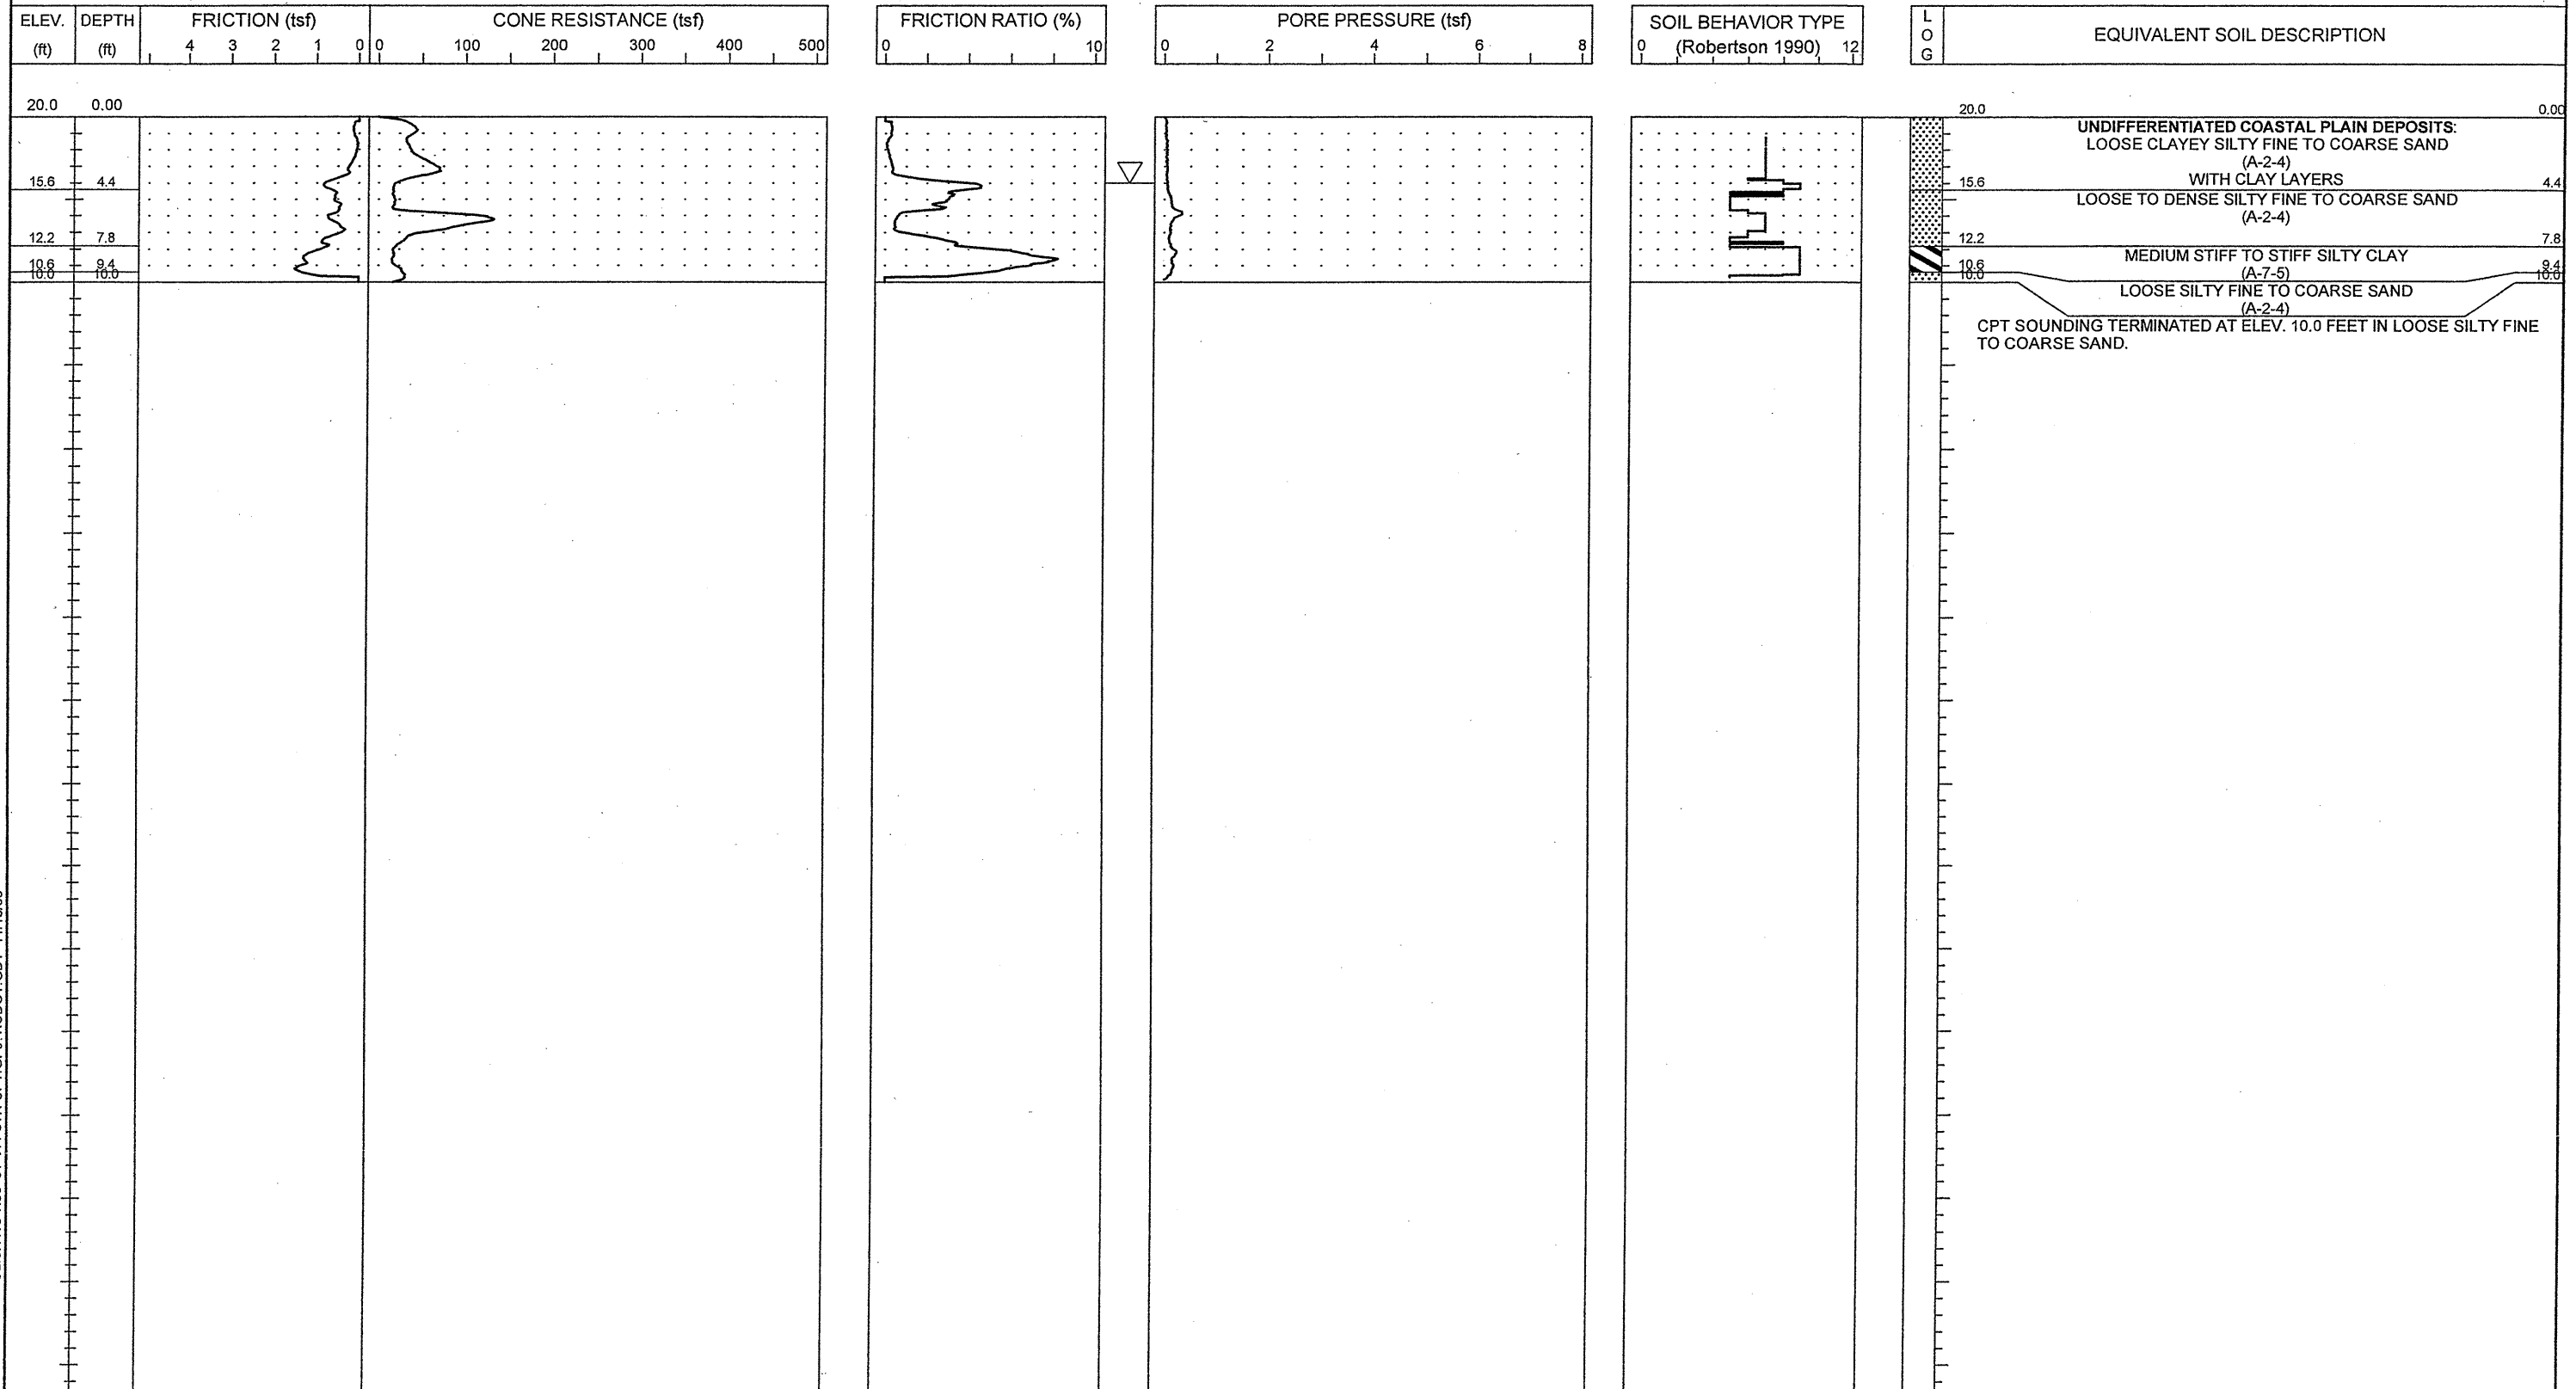 ELEV. DEPTH FRICTION (tsf) CONE RESISTANCE (tsf) FRICTION RATIO (%) PORE PRESSURE (tsf) SOIL BEHAVIOR TYPE L O G EQUIVALENT SOIL DESCRIPTION
(ft) (ft) 4 3 2 1 0 0 100 200 300 400 500 0 10 0 2 4 6 8 0 (Robertson 1990) 12
20.0 0.00 20.0 0.00
UNDIFFERENTIATED COASTAL PLAIN DEPOSITS:
LOOSE CLAYEY SILTY FINE TO COARSE SAND
(A-2-4)
15.6 4.4 15.6 WITH CLAY LAYERS 4.4
LOOSE TO DENSE SILTY FINE TO COARSE SAND
(A-2-4)
12.2 7.8 12.2 7.8
MEDIUM STIFF TO STIFF SILTY CLAY
10.6 9.4 10.6 9.4
10.0 10.0 10.0 (A-7-5) 10.0
LOOSE SILTY FINE TO COARSE SAND
(A-2-4)
CPT SOUNDING TERMINATED AT ELEV. 10.0 FEET IN LOOSE SILTY FINE
TO COARSE SAND.